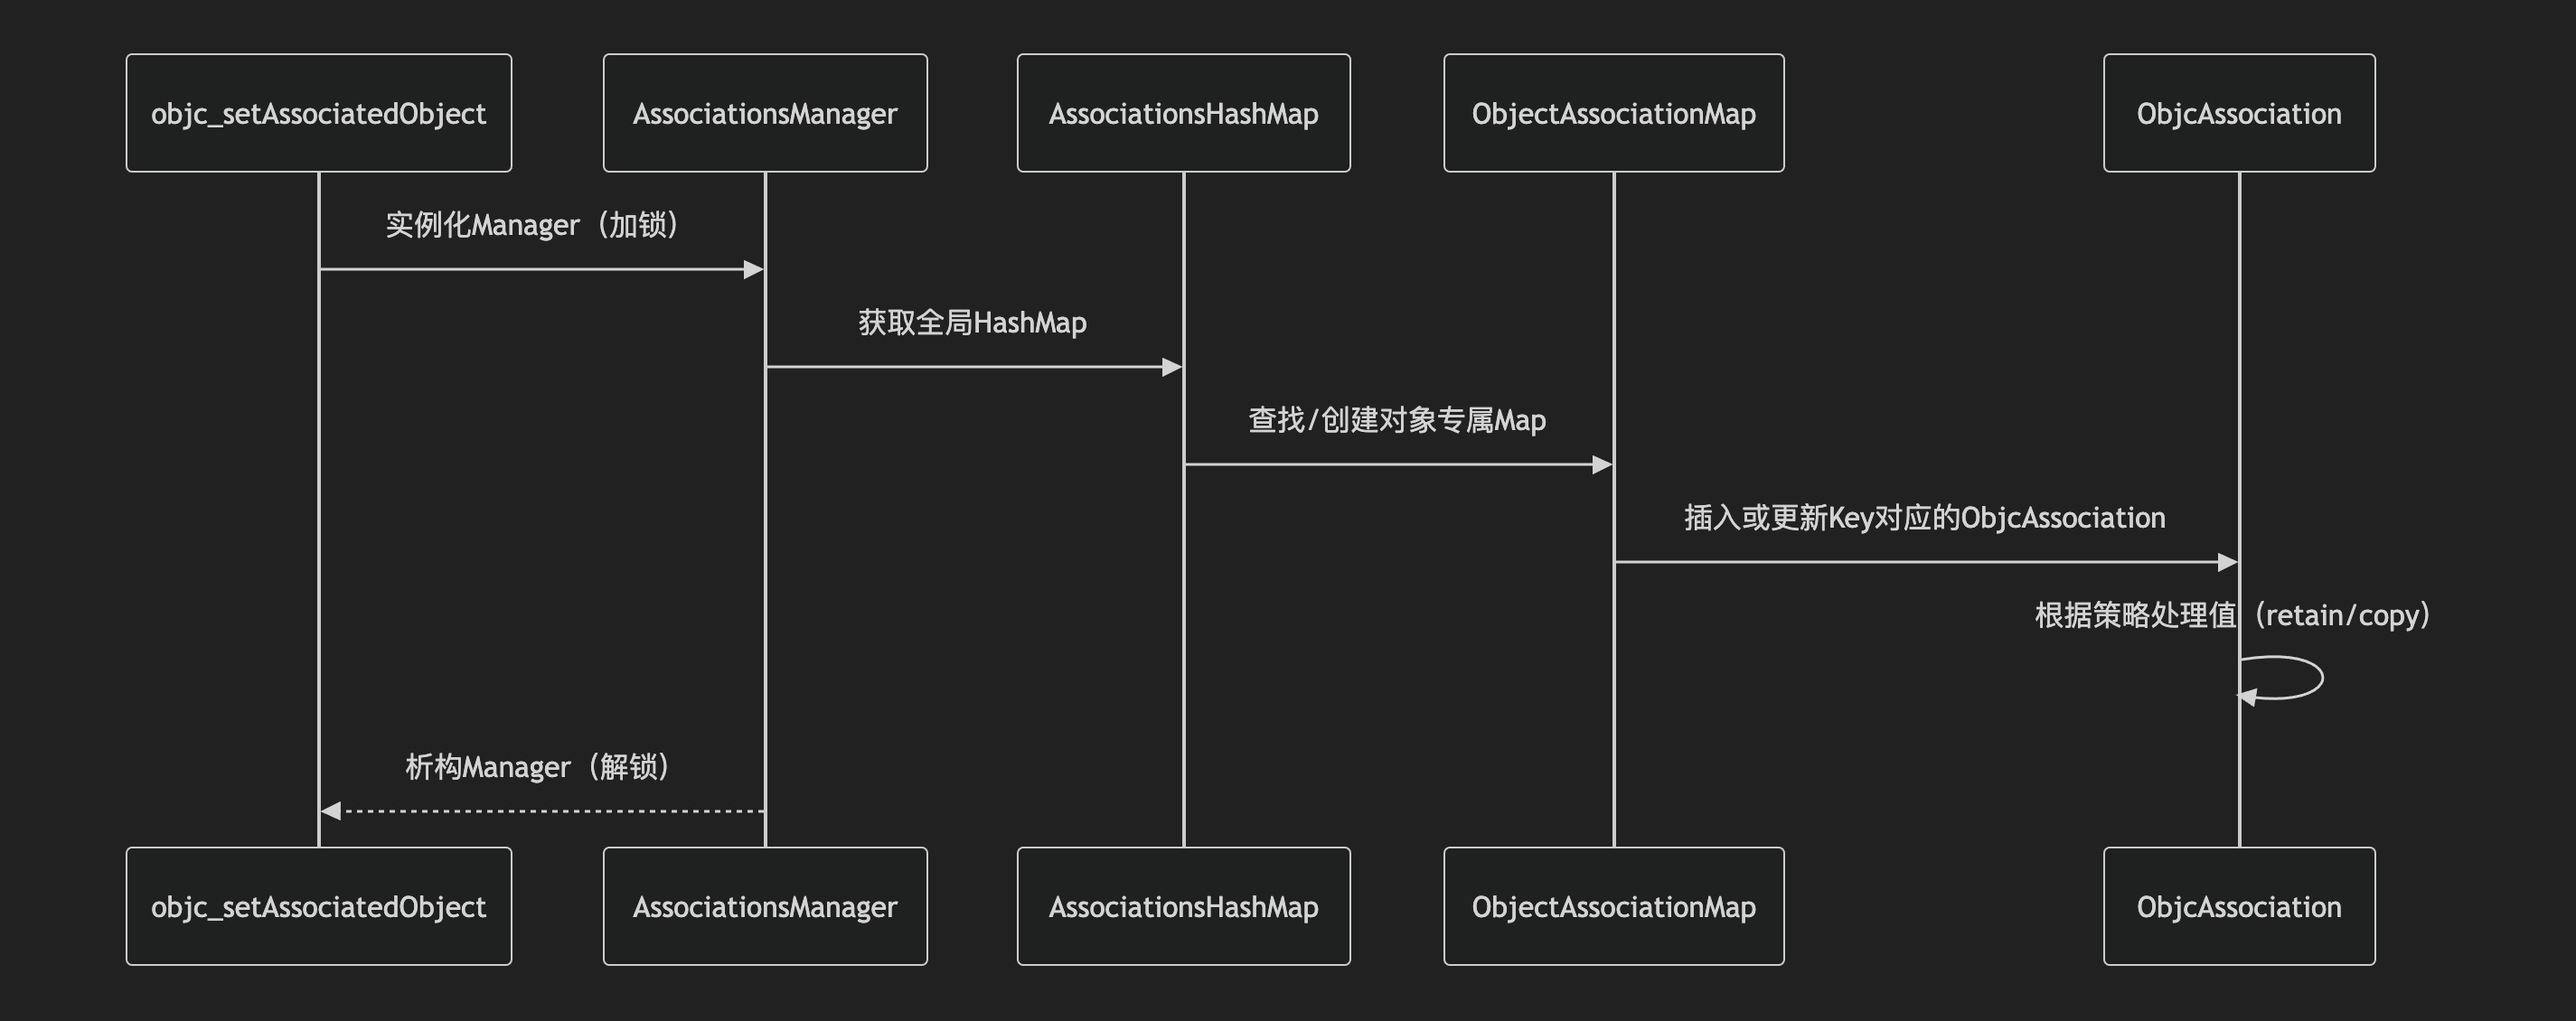 objc_setAssociatedObject
AssociationsManager
AssociationsHashMap
ObjectAssociationMap
ObjcAssociation
实例化Manager（加锁）
获取全局HashMap
查找/创建对象专属Map
插入或更新Key对应的ObjcAssociation
根据策略处理值（retain/copy）
析构Manager（解锁）
objc_setAssociatedObject
AssociationsManager
AssociationsHashMap
ObjectAssociationMap
ObjcAssociation